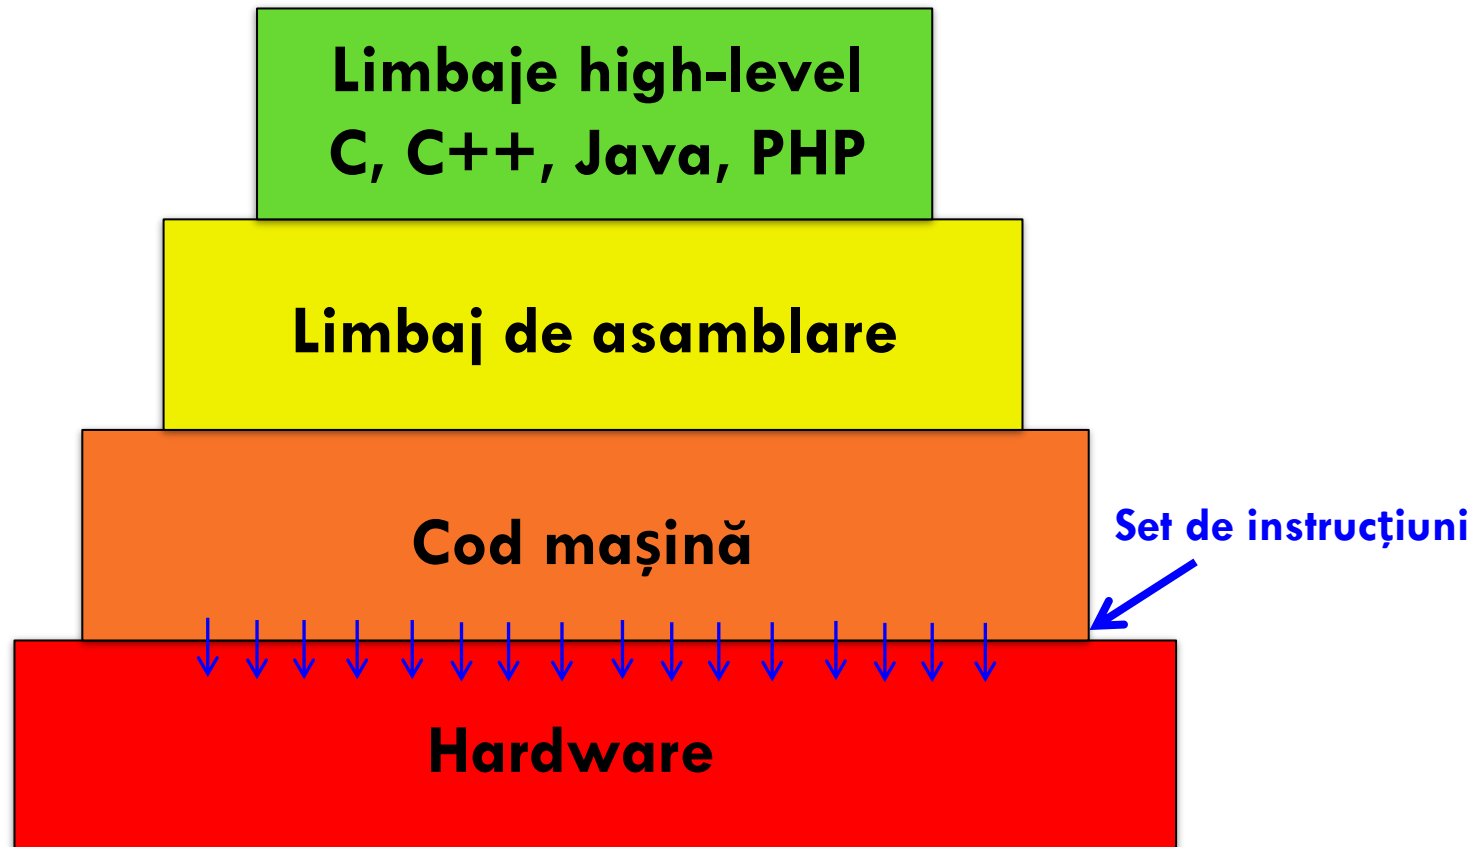 Limbaje high-level
C, C++, Java, PHP
Limbaj de asamblare
Cod mașină
Set de instrucțiuni
Hardware